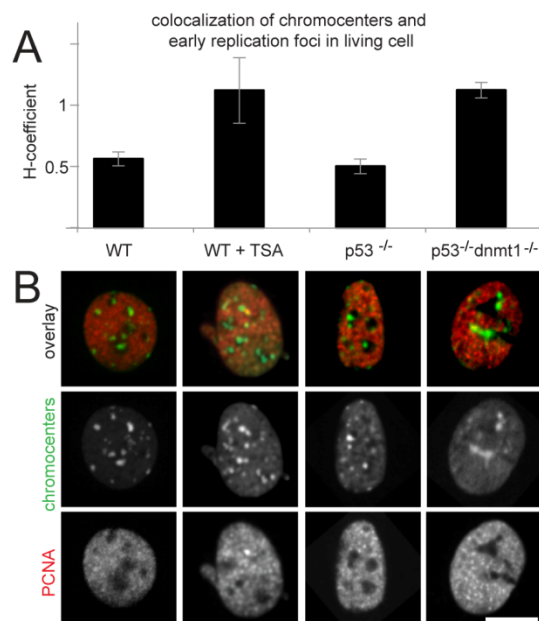 colocalization of chromocenters and
early replication foci in living cell
A
H-coefficient
1
0.5
WT
WT + TSA
p53 -/-
p53-/-dnmt1-/-
B
overlay
chromocenters
PCNA